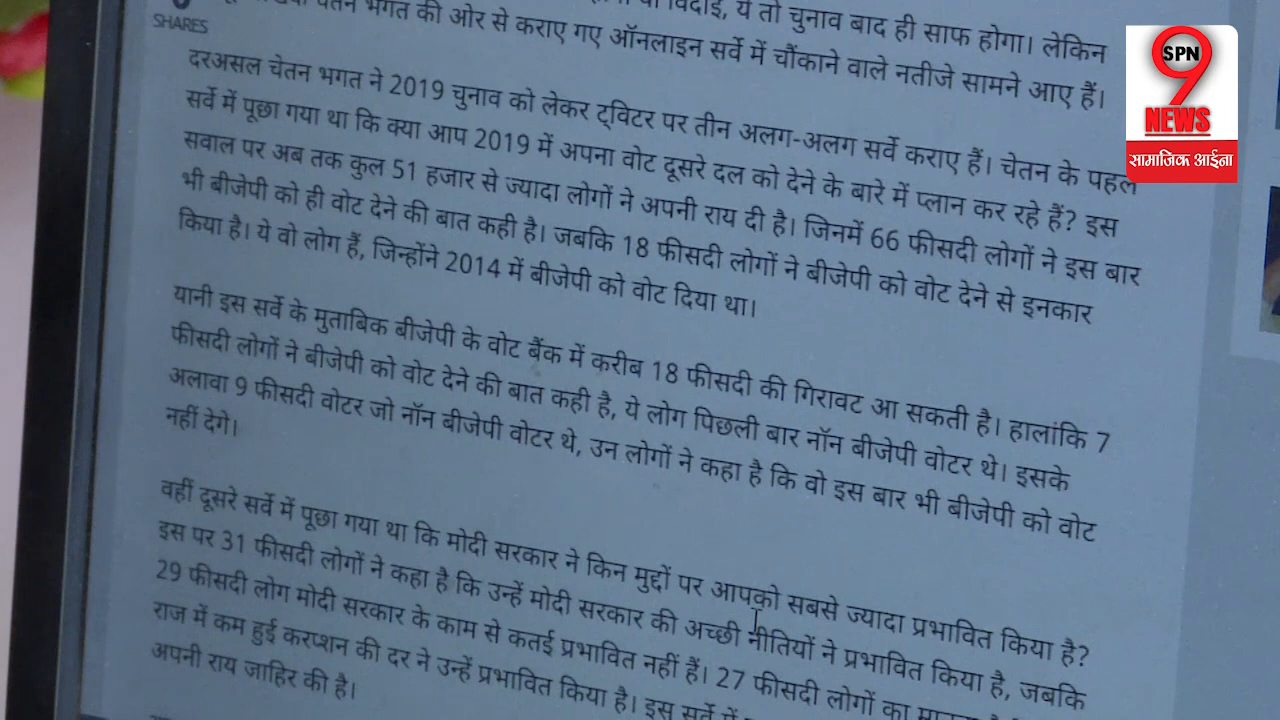 SHARES
चेतन भगत की ओर से कराए गए ऑनलाइन सर्वे में चौंकाने वाले नतीजे सामने आए हैं।
विदाई, ये तो चुनाव बाद ही साफ होगा। लेकिन
दरअसल चेतन भगत ने 2019 चुनाव को लेकर ट्विटर पर तीन अलग-अलग सर्वे कराए हैं। चेतन के पहले
सर्वे में पूछा गया था कि क्या आप 2019 में अपना वोट दूसरे दल को देने के बारे में प्लान कर रहे हैं? इस
सवाल पर अब तक कुल 51 हजार से ज्यादा लोगों ने अपनी राय दी है। जिनमें 66 फीसदी लोगों ने इस बार
भी बीजेपी को ही वोट देने की बात कही है। जबकि 18 फीसदी लोगों ने बीजेपी को वोट देने से इनकार
किया है। ये वो लोग हैं, जिन्होंने 2014 में बीजेपी को वोट दिया था।
यानी इस सर्वे के मुताबिक बीजेपी के वोट बैंक में करीब 18 फीसदी की गिरावट आ सकती है। हालांकि 7
फीसदी लोगों ने बीजेपी को वोट देने की बात कही है, ये लोग पिछली बार नॉन बीजेपी वोटर थे। इसके
अलावा 9 फीसदी वोटर जो नॉन बीजेपी वोटर थे, उन लोगों ने कहा है कि वो इस बार भी बीजेपी को वोट
नहीं देगे।
वहीं दूसरे सर्वे में पूछा गया था कि मोदी सरकार ने किन मुद्दों पर आपको सबसे ज्यादा प्रभावित किया है?
इस पर 31 फीसदी लोगों ने कहा है कि उन्हें मोदी सरकार की अच्छी नीतियों ने प्रभावित किया है, जबकि
29 फीसदी लोग मोदी सरकार के काम से कतई प्रभावित नहीं हैं। 27 फीसदी लोगों का
राज में कम हुई करप्शन की दर ने उन्हें प्रभावित किया है। इस सर्वे में
अपनी राय जाहिर की है।
SPN
9
NEWS
सामाजिक आईना